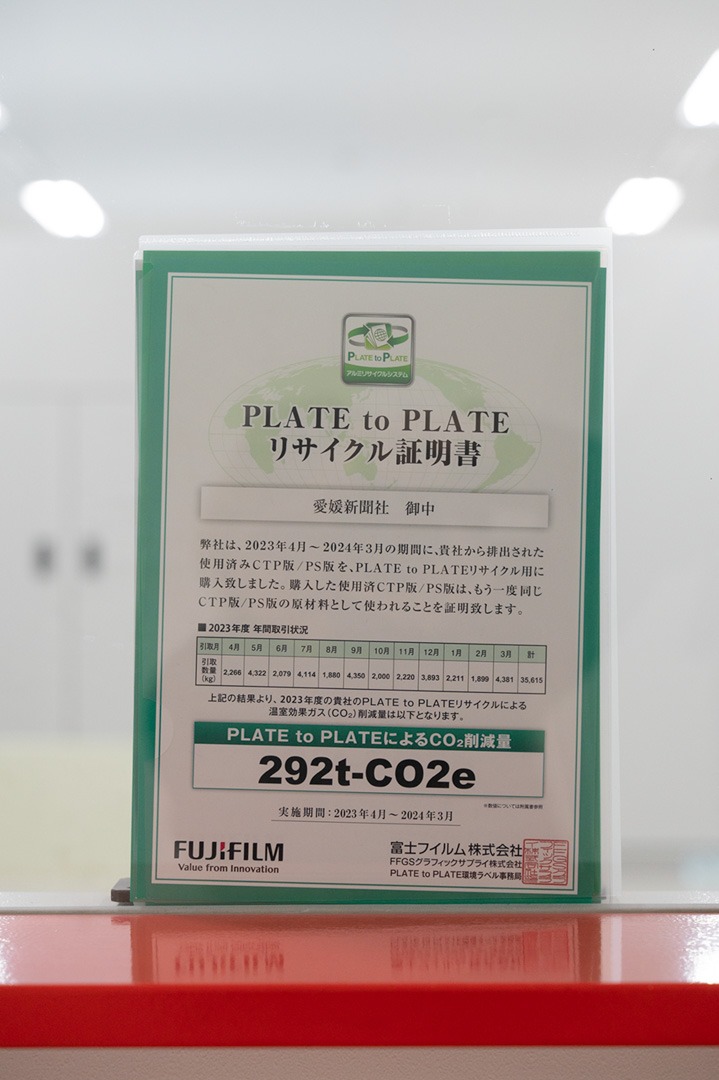 PLATE to PLATE
アルミリサイクルシステム
PLATE to PLATE
リサイクル証明書
愛媛新聞社 御中
弊社は、2023年4月～2024年3月の期間に、貴社から排出された
使用済みCTP版/PS版を、PLATE to PLATEリサイクル用に
購入致しました。購入した使用済CTP版/PS版は、もう一度同じ
CTP版/PS版の原材料として使われることを証明致します。
■2023年度 年間取引状況
引取月 4月 5月 6月 7月 8月 9月 10月 11月 12月 1月 2月 3月 計
引取数量(kg) 2,266 4,322 2,079 4,114 1,880 4,350 2,000 2,220 3,893 2,211 1,899 4,381 35,615
上記の結果より、2023年度の貴社のPLATE to PLATEリサイクルによる
温室効果ガス(CO₂)削減量は以下となります。
PLATE to PLATEによるCO₂削減量
292t-CO2e
※数値については附属書参照
実施期間：2023年4月～2024年3月
FUJIFILM
Value from Innovation
富士フイルム株式会社
FFGSグラフィックサプライ株式会社
PLATE to PLATE環境ラベル事務局